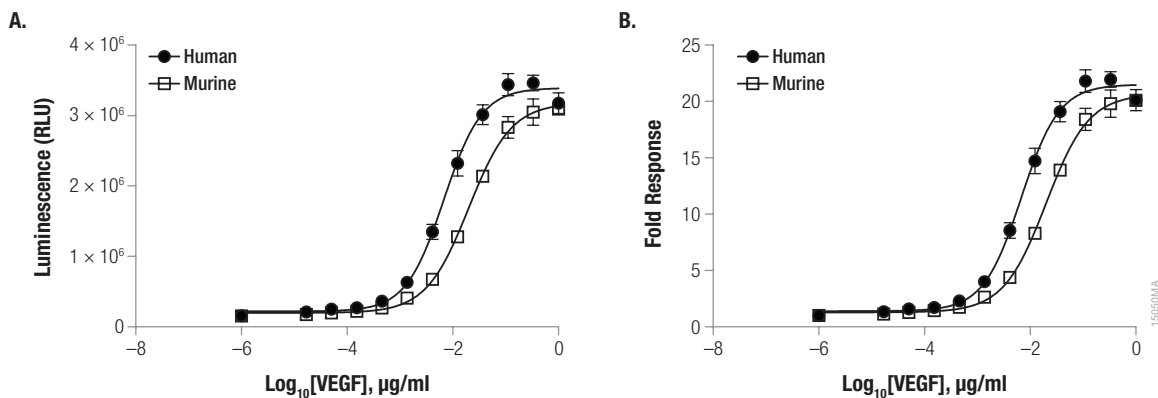 A.
4 × 10⁶
3 × 10⁶
2 × 10⁶
1 × 10⁶
0
Luminescence (RLU)
Human
Murine
–8
–6
–4
–2
0
Log₁₀[VEGF], µg/ml
B.
25
20
15
10
5
0
Fold Response
Human
Murine
–8
–6
–4
–2
0
Log₁₀[VEGF], µg/ml
15050MA